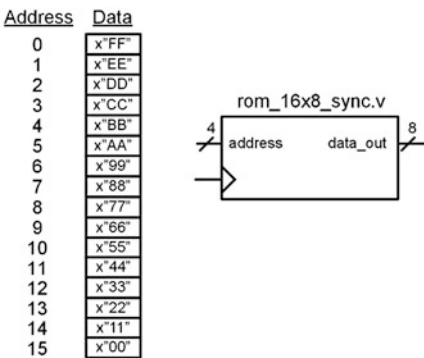 Address Data
0 x"FF"
1 x"EE"
2 x"DD"
3 x"CC"
4 x"BB"
5 x"AA"
6 x"99"
7 x"88"
8 x"77"
9 x"66"
10 x"55"
11 x"44"
12 x"33"
13 x"22"
14 x"11"
15 x"00"
rom_16x8_sync.v
4 8
address data_out